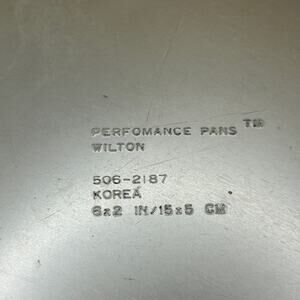 PERFOMANCE PANS TM
WILTON
506-2187
KOREA
6x2 IN/15x5 CM